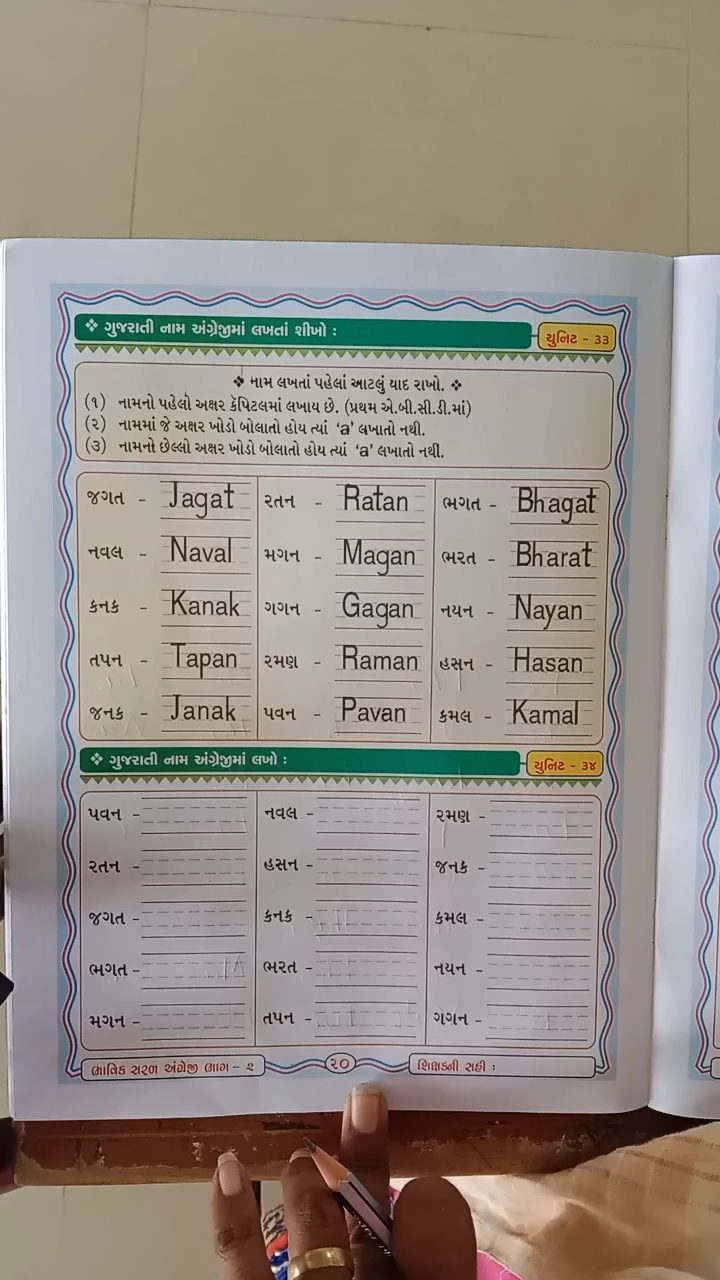 ❖ ગુજરાતી નામ અંગ્રેજીમાં લખતાં શીખો :
યુનિટ - ૩૩
❖ નામ લખતાં પહેલાં આટલું યાદ રાખો. ❖
(૧) નામનો પહેલો અક્ષર કૅપિટલમાં લખાય છે. (પ્રથમ એ.બી.સી.ડી.માં)
(૨) નામમાં જે અક્ષર ખોડો બોલાતો હોય ત્યાં ‘a’ લખાતો નથી.
(૩) નામનો છેલ્લો અક્ષર ખોડો બોલાતો હોય ત્યાં ‘a’ લખાતો નથી.
જગત - Jagat રતન - Ratan ભગત - Bhagat
નવલ - Naval મગન - Magan ભરત - Bharat
કનક - Kanak ગગન - Gagan નયન - Nayan
તપન - Tapan રમણ - Raman હસન - Hasan
જનક - Janak પવન - Pavan કમલ - Kamal
❖ ગુજરાતી નામ અંગ્રેજીમાં લખો :
યુનિટ - ૩૪
પવન - નવલ - રમણ -
રતન - હસન - જનક -
જગત - કનક - કમલ -
ભગત - ભરત - નયન -
મગન - તપન - ગગન -
ભાવિક સરળ અંગ્રેજી ભાગ - ૨
૨૦
શિક્ષકની સહી :